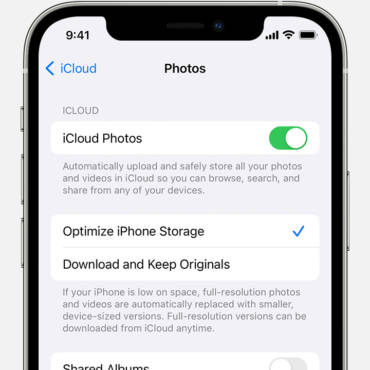 9:41
iCloud Photos
ICLOUD
iCloud Photos
Automatically upload and safely store all your photos
and videos in iCloud so you can browse, search, and
share from any of your devices.
Optimize iPhone Storage
Download and Keep Originals
If your iPhone is low on space, full-resolution photos
and videos are automatically replaced with smaller,
device-sized versions. Full-resolution versions can be
downloaded from iCloud anytime.
Shared Albums